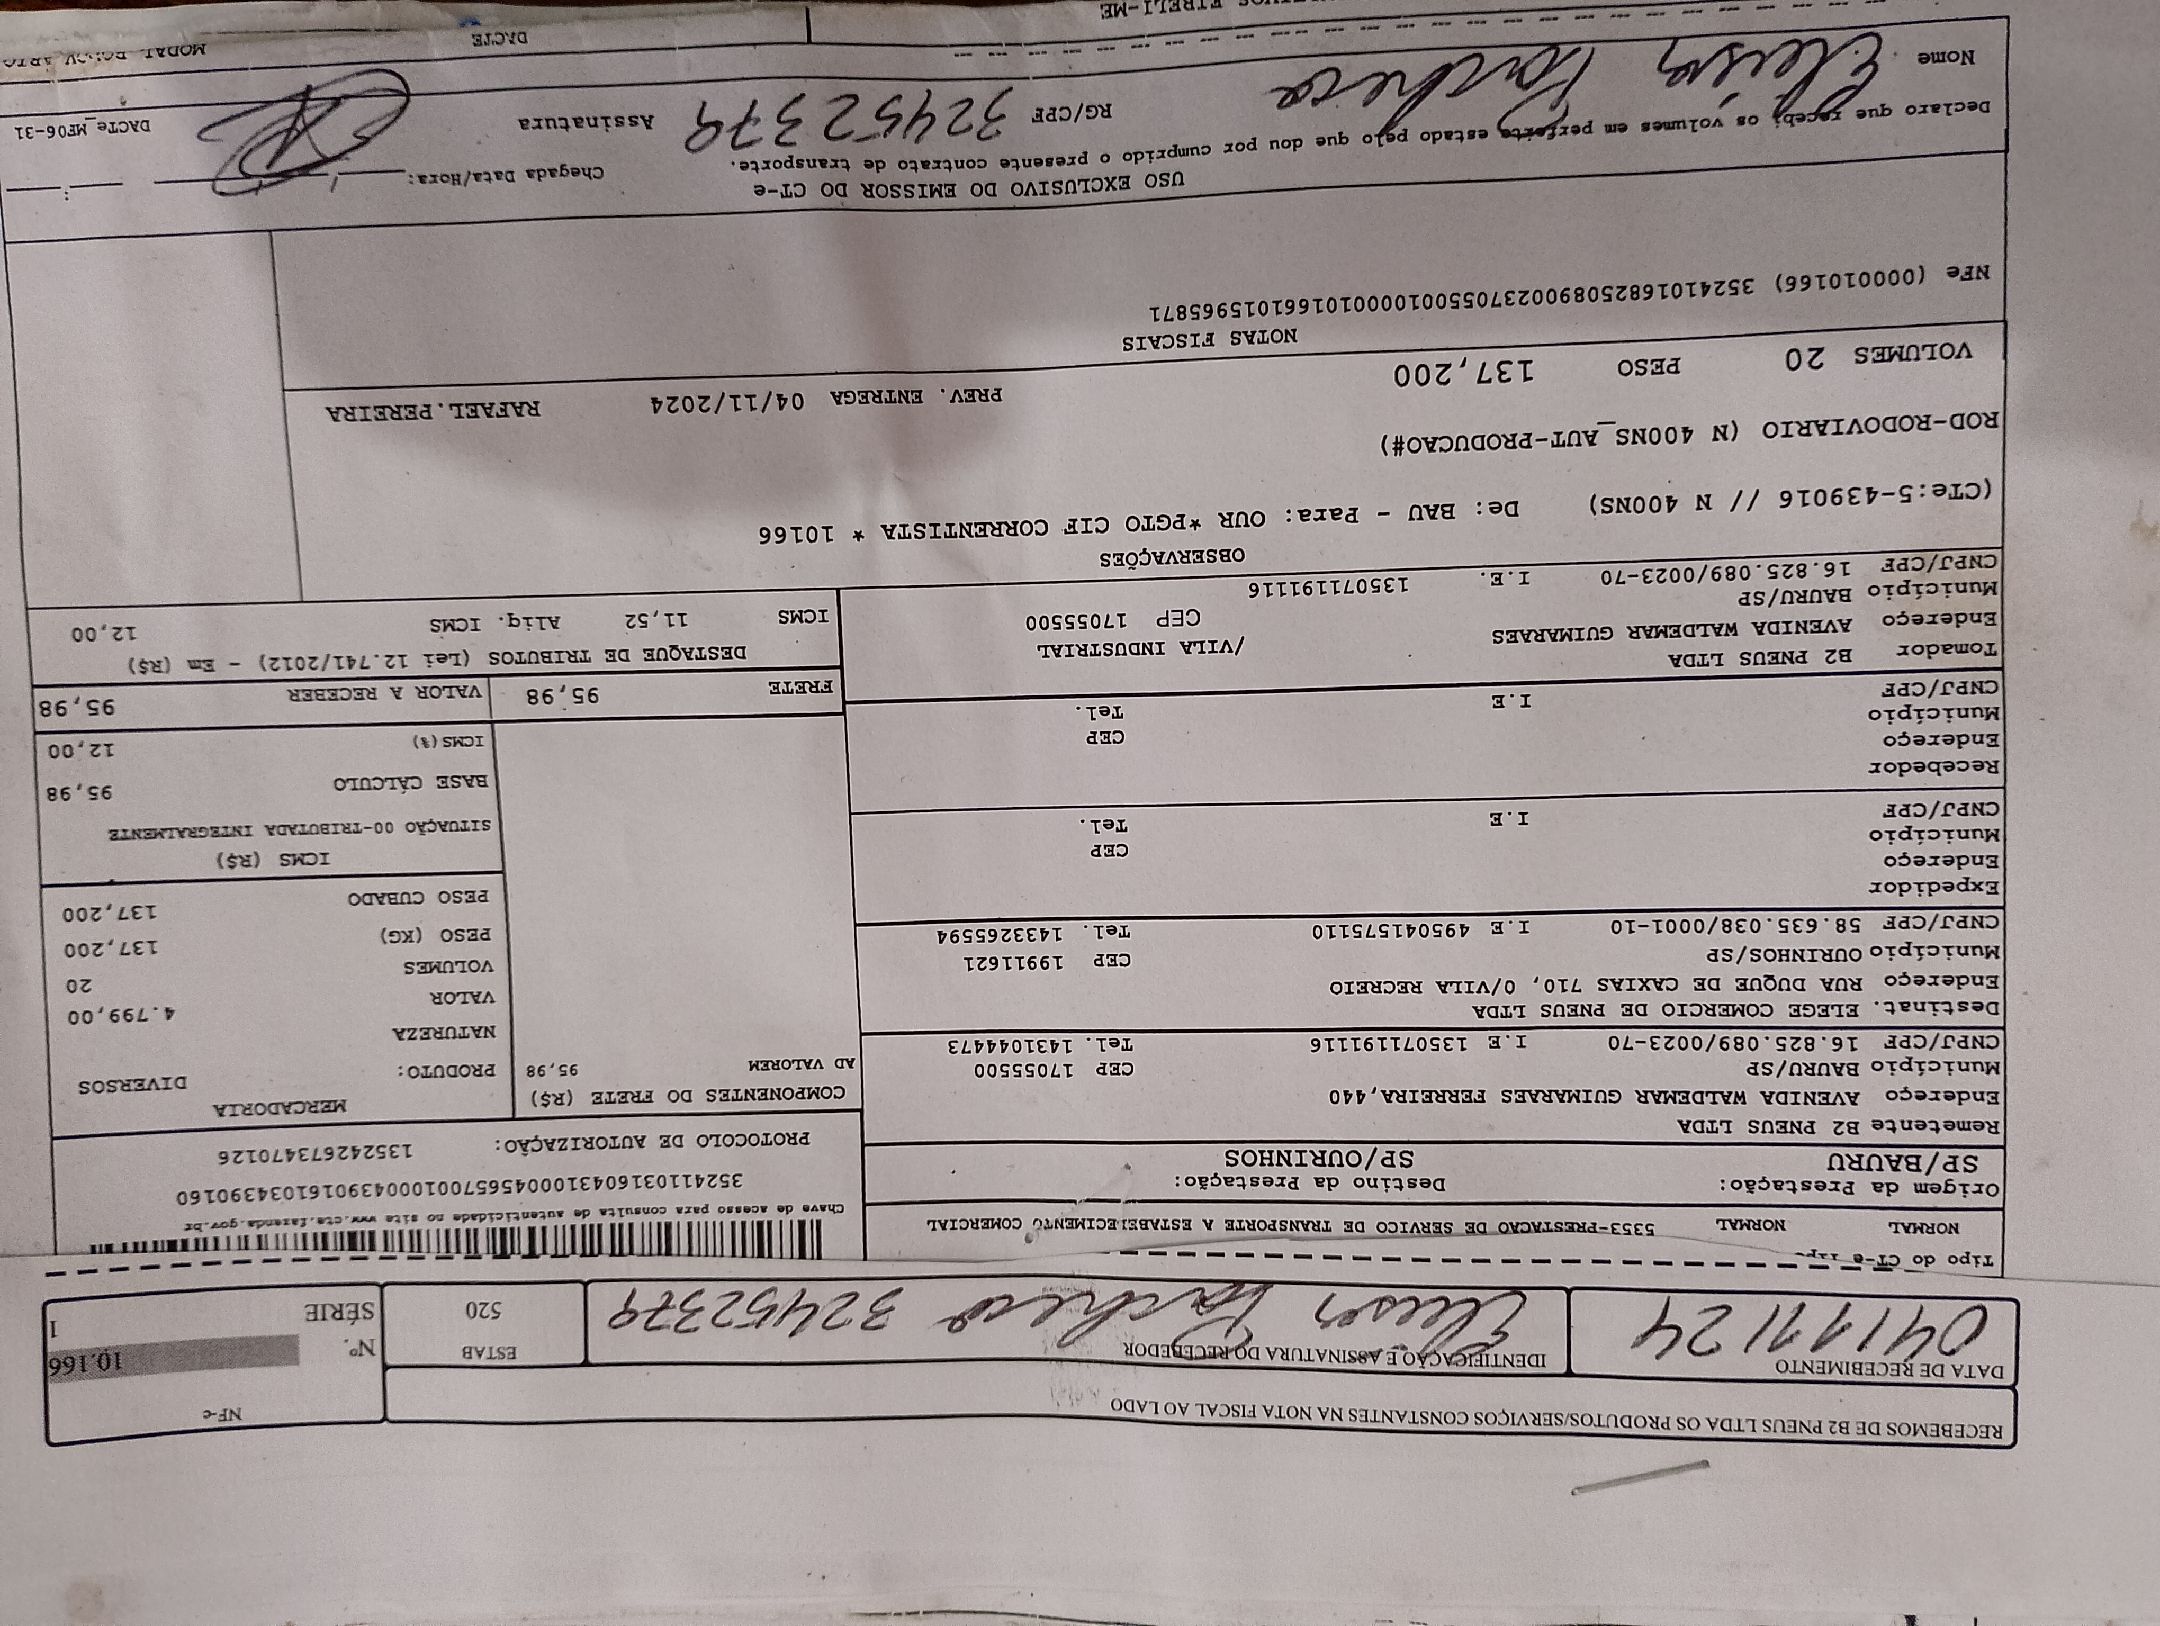 RECEBEMOS DE B2 PNEUS LTDA OS PRODUTOS/SERVIÇOS CONSTANTES NA NOTA FISCAL AO LADO
NF-e
DATA DE RECEBIMENTO
04/11/24
IDENTIFICAÇÃO E ASSINATURA DO RECEBEDOR
Pacheco 32452379
ESTAB
520
Nº. 10.166
SÉRIE 1
Tipo do CT-e
NORMAL NORMAL 5353-PRESTACAO DE SERVICO DE TRANSPORTE A ESTABELECIMENTO COMERCIAL
Origem da Prestação: Destino da Prestação:
SP/BAURU SP/OURINHOS
Chave de acesso para consulta de autenticidade no site www.cte.fazenda.gov.br
35241103160431000456570010004390161034390160
PROTOCOLO DE AUTORIZAÇÃO: 135242673470126
Remetente B2 PNEUS LTDA
Endereço AVENIDA WALDEMAR GUIMARAES FERREIRA,440
Município BAURU/SP CEP 17055500
CNPJ/CPF 16.825.089/0023-70 I.E 135071191116 Tel. 1431044473
Destinat. ELEGE COMERCIO DE PNEUS LTDA
Endereço RUA DUQUE DE CAXIAS 710, 0/VILA RECREIO
Município OURINHOS/SP CEP 19911621
CNPJ/CPF 58.635.038/0001-10 I.E 495041575110 Tel. 1433265594
Expedidor
Endereço
Município CEP
CNPJ/CPF I.E Tel.
Recebedor
Endereço
Município CEP
CNPJ/CPF I.E Tel.
Tomador B2 PNEUS LTDA
Endereço AVENIDA WALDEMAR GUIMARAES /VILA INDUSTRIAL
Município BAURU/SP CEP 17055500
CNPJ/CPF 16.825.089/0023-70 I.E. 135071191116
COMPONENTES DO FRETE (R$)
AD VALOREM 95,98
MERCADORIA
PRODUTO: DIVERSOS
NATUREZA
VALOR 4.799,00
VOLUMES 20
PESO (KG) 137,200
PESO CUBADO 137,200
ICMS (R$)
SITUAÇÃO 00-TRIBUTADA INTEGRALMENTE
BASE CÁLCULO 95,98
ICMS(%) 12,00
FRETE 95,98 VALOR A RECEBER 95,98
DESTAQUE DE TRIBUTOS (Lei 12.741/2012) - Em (R$)
ICMS 11,52 Aliq. ICMS 12,00
OBSERVAÇÕES
(CTe:5-439016 // N 400NS) De: BAU - Para: OUR *PGTO CIF CORRENTISTA * 10166
ROD-RODOVIARIO (N 400NS_AUT-PRODUCAO#)
VOLUMES 20 PESO 137,200 PREV. ENTREGA 04/11/2024 RAFAEL.PEREIRA
NOTAS FISCAIS
NFe (000010166) 35241016825089002370550010000101661015965871
USO EXCLUSIVO DO EMISSOR DO CT-e
Declaro que recebi os volumes em perfeito estado pelo que dou por cumprido o presente contrato de transporte.
Chegada Data/Hora: / / :
Nome Pacheco RG/CPF 32452379 Assinatura
DACTe_MF06-31
DACTE
MODAL
EIRELI-ME